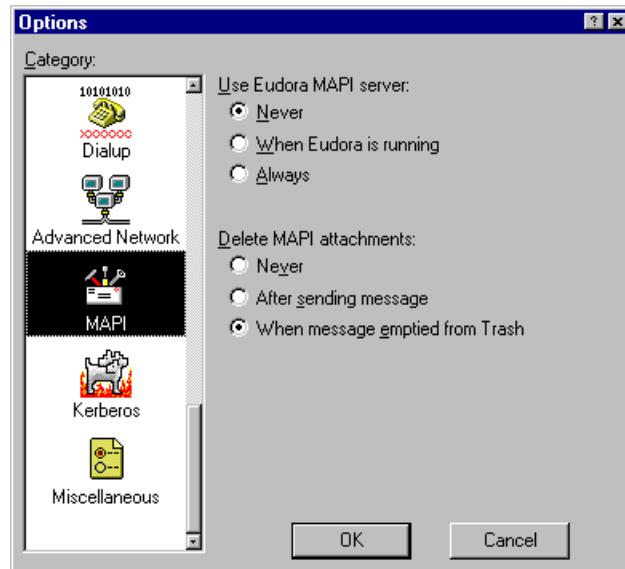 Options
Category:
10101010
xxxxxxx
Dialup
Advanced Network
MAPI
Kerberos
Miscellaneous
Use Eudora MAPI server:
Never
When Eudora is running
Always
Delete MAPI attachments:
Never
After sending message
When message emptied from Trash
OK
Cancel